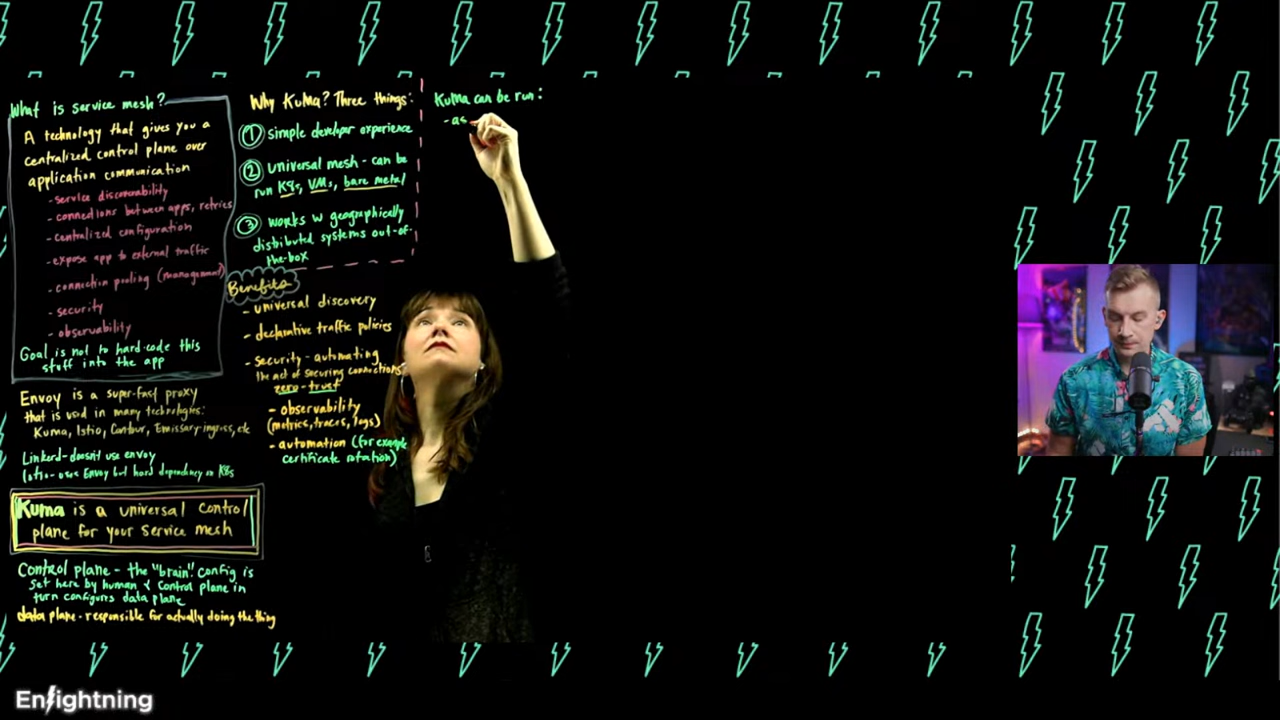 What is service mesh?
A technology that gives you a
centralized control plane over
application communication
- service discoverability
- connections between apps, retries
- centralized configuration
- expose app to external traffic
- connection pooling (management)
- security
- observability
Goal is not to hard-code this
stuff into the app
Envoy is a super-fast proxy
that is used in many technologies:
Kuma, Istio, Contour, Emissary-ingress, etc
Linkerd - doesn't use envoy
Istio - uses Envoy but hard dependency on K8s
Kuma is a universal control
plane for your service mesh
Control plane - the "brain". config is
set here by human & control plane in
turn configures data plane
data plane - responsible for actually doing the thing
Why Kuma? Three things:
① simple developer experience
② universal mesh - can be
run K8s, VMs, bare metal
③ works w geographically
distributed systems out-of-
the-box
Benefits
- universal discovery
- declarative traffic policies
- security - automating
the act of securing connections
zero-trust
- observability
(metrics, traces, logs)
- automation (for example
certificate rotation)
Kuma can be run:
- as
Enlightning